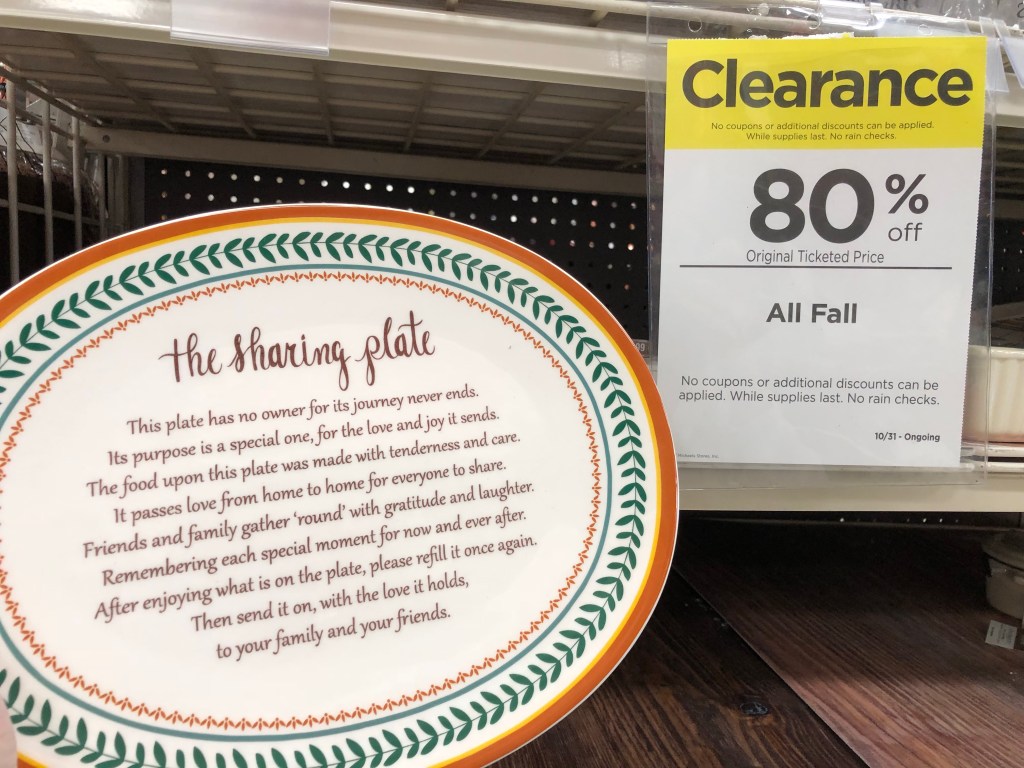 the sharing plate
This plate has no owner for its journey never ends.
Its purpose is a special one, for the love and joy it sends.
The food upon this plate was made with tenderness and care.
It passes love from home to home for everyone to share.
Friends and family gather 'round' with gratitude and laughter.
Remembering each special moment for now and ever after.
After enjoying what is on the plate, please refill it once again.
Then send it on, with the love it holds,
to your family and your friends.
Clearance
No coupons or additional discounts can be applied.
While supplies last. No rain checks.
80% off
Original Ticketed Price
All Fall
No coupons or additional discounts can be
applied. While supplies last. No rain checks.
10/31 - Ongoing